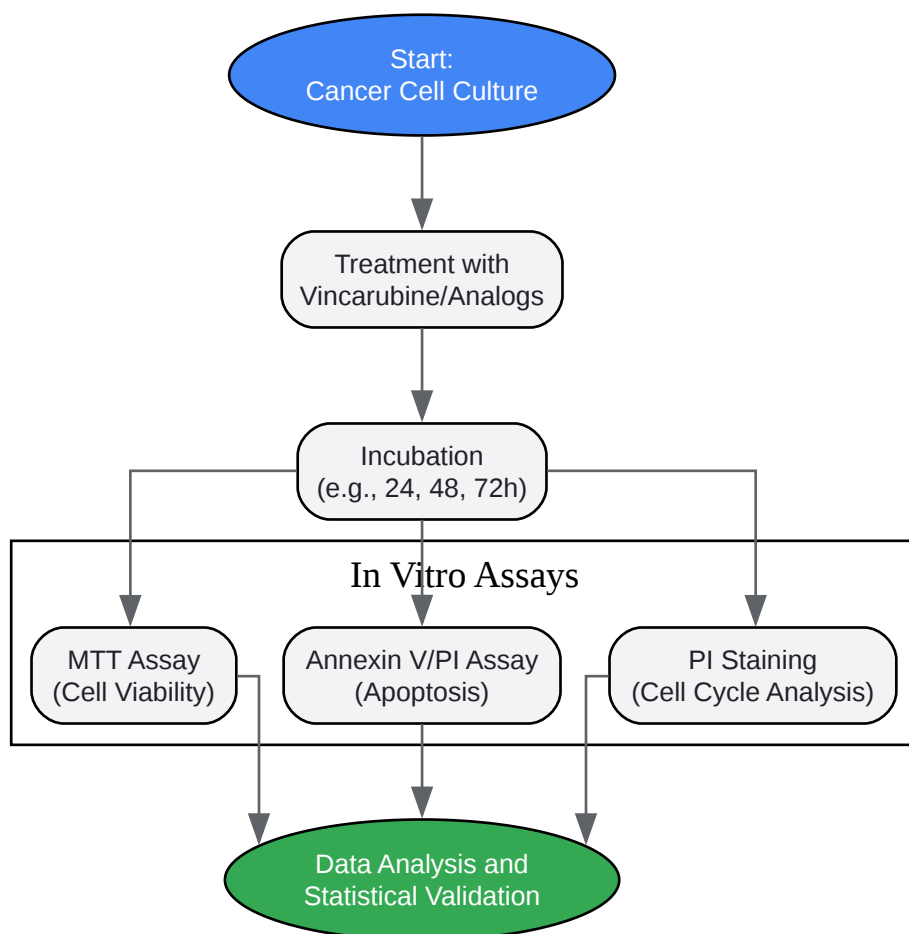 Start:
Cancer Cell Culture
Treatment with
Vincarubine/Analogs
Incubation
(e.g., 24, 48, 72h)
In Vitro Assays
MTT Assay
(Cell Viability)
Annexin V/PI Assay
(Apoptosis)
PI Staining
(Cell Cycle Analysis)
Data Analysis and
Statistical Validation